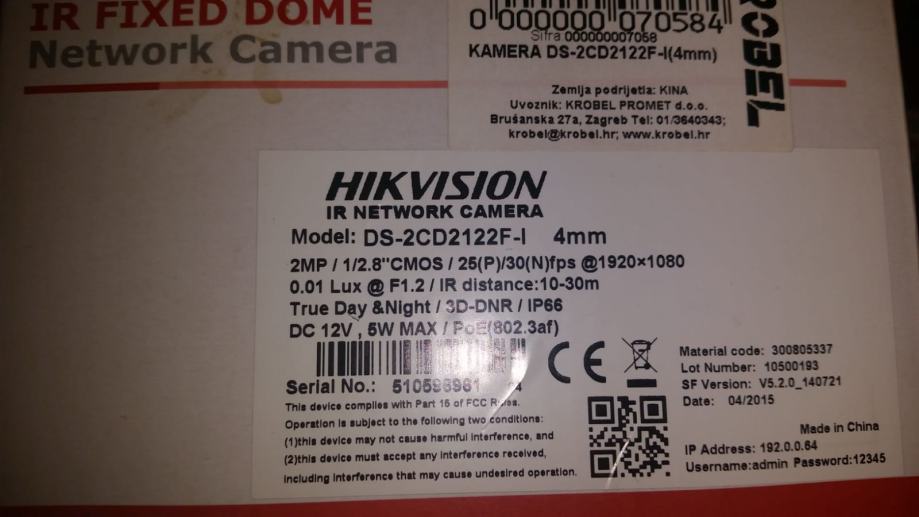 IR FIXED DOME
Network Camera
0 000000 070584
Sifra 000000007058
KAMERA DS-2CD2122F-I(4mm)
Zemlja podrijetla: KINA
Uvoznik: KROBEL PROMET d.o.o.
Brušanska 27a, Zagreb Tel: 01/3640343;
krobel@krobel.hr; www.krobel.hr
KROBEL
HIKVISION
IR NETWORK CAMERA
Model: DS-2CD2122F-I 4mm
2MP / 1/2.8"CMOS / 25(P)/30(N)fps @1920×1080
0.01 Lux @ F1.2 / IR distance:10-30m
True Day &Night / 3D-DNR / IP66
DC 12V , 5W MAX / PoE(802.3af)
Serial No.:
This device complies with Part 15 of FCC Rules.
Operation is subject to the following two conditions:
(1)this device may not cause harmful interference, and
(2)this device must accept any interference received,
including interference that may cause undesired operation.
CE
Material code: 300805337
Lot Number: 10500193
SF Version: V5.2.0_140721
Date: 04/2015
Made in China
IP Address: 192.0.0.64
Username:admin Password:12345